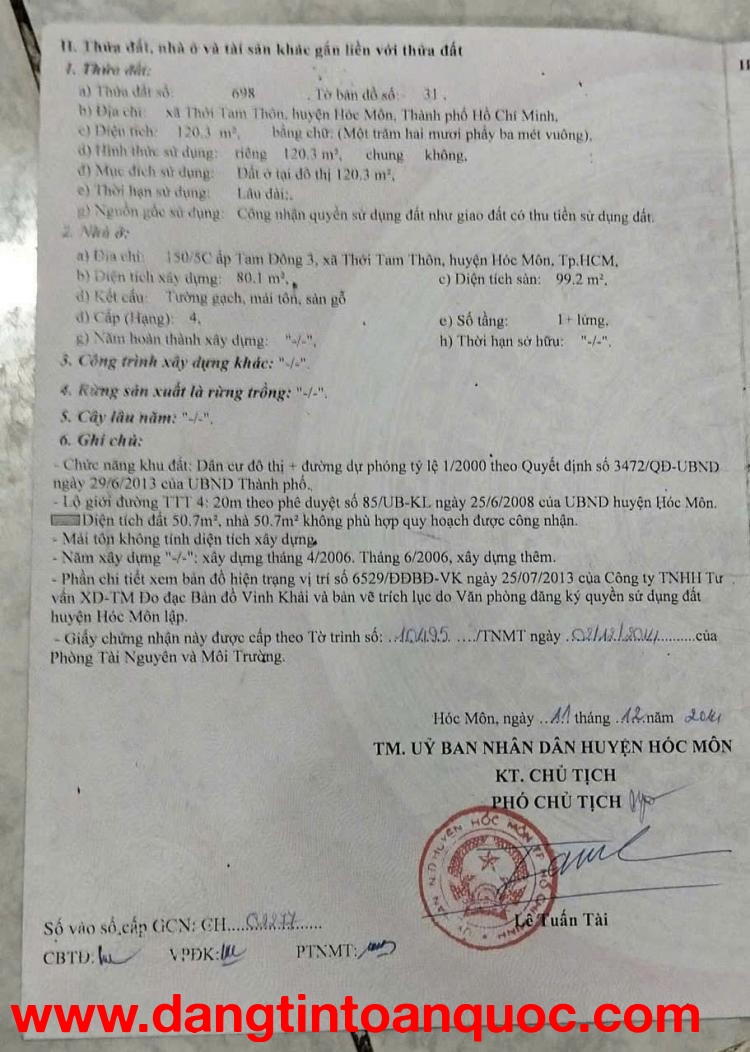 II. Thửa đất, nhà ở và tài sản khác gắn liền với thửa đất
1. Thửa đất:
a) Thửa đất số: 698 . Tờ bản đồ số: 31 .
b) Địa chỉ: xã Thới Tam Thôn, huyện Hóc Môn, Thành phố Hồ Chí Minh,
c) Diện tích: 120.3 m², bằng chữ: (Một trăm hai mươi phẩy ba mét vuông),
d) Hình thức sử dụng: riêng 120.3 m², chung không,
đ) Mục đích sử dụng: Đất ở tại đô thị 120.3 m²,
e) Thời hạn sử dụng: Lâu dài:,
g) Nguồn gốc sử dụng: Công nhận quyền sử dụng đất như giao đất có thu tiền sử dụng đất.
2. Nhà ở:
a) Địa chỉ: 150/5C ấp Tam Đông 3, xã Thới Tam Thôn, huyện Hóc Môn, Tp.HCM,
b) Diện tích xây dựng: 80.1 m², c) Diện tích sàn: 99.2 m²,
d) Kết cấu: Tường gạch, mái tôn, sàn gỗ
đ) Cấp (Hạng): 4, e) Số tầng: 1+ lửng,
g) Năm hoàn thành xây dựng: "-/-", h) Thời hạn sở hữu: "-/-".
3. Công trình xây dựng khác: "-/-".
4. Rừng sản xuất là rừng trồng: "-/-".
5. Cây lâu năm: "-/-".
6. Ghi chú:
- Chức năng khu đất: Dân cư đô thị + đường dự phóng tỷ lệ 1/2000 theo Quyết định số 3472/QĐ-UBND
ngày 29/6/2013 của UBND Thành phố.
- Lộ giới đường TTT 4: 20m theo phê duyệt số 85/UB-KL ngày 25/6/2008 của UBND huyện Hóc Môn.
Diện tích đất 50.7m², nhà 50.7m² không phù hợp quy hoạch được công nhận.
- Mái tôn không tính diện tích xây dựng.
- Năm xây dựng "-/-": xây dựng tháng 4/2006. Tháng 6/2006, xây dựng thêm.
- Phần chi tiết xem bản đồ hiện trạng vị trí số 6529/ĐĐBĐ-VK ngày 25/07/2013 của Công ty TNHH Tư
vấn XD-TM Đo đạc Bản đồ Vinh Khải và bản vẽ trích lục do Văn phòng đăng ký quyền sử dụng đất
huyện Hóc Môn lập.
- Giấy chứng nhận này được cấp theo Tờ trình số: ..10495. ..../TNMT ngày .02/12/2014..........của
Phòng Tài Nguyên và Môi Trường.
Hóc Môn, ngày ..11 tháng .12.năm 2014
TM. UỶ BAN NHÂN DÂN HUYỆN HÓC MÔN
KT. CHỦ TỊCH
PHÓ CHỦ TỊCH
Lê Tuấn Tài
Số vào sổ cấp GCN: CH....02277......
CBTĐ: VPĐK: PTNMT:
www.dangtintoanquoc.com